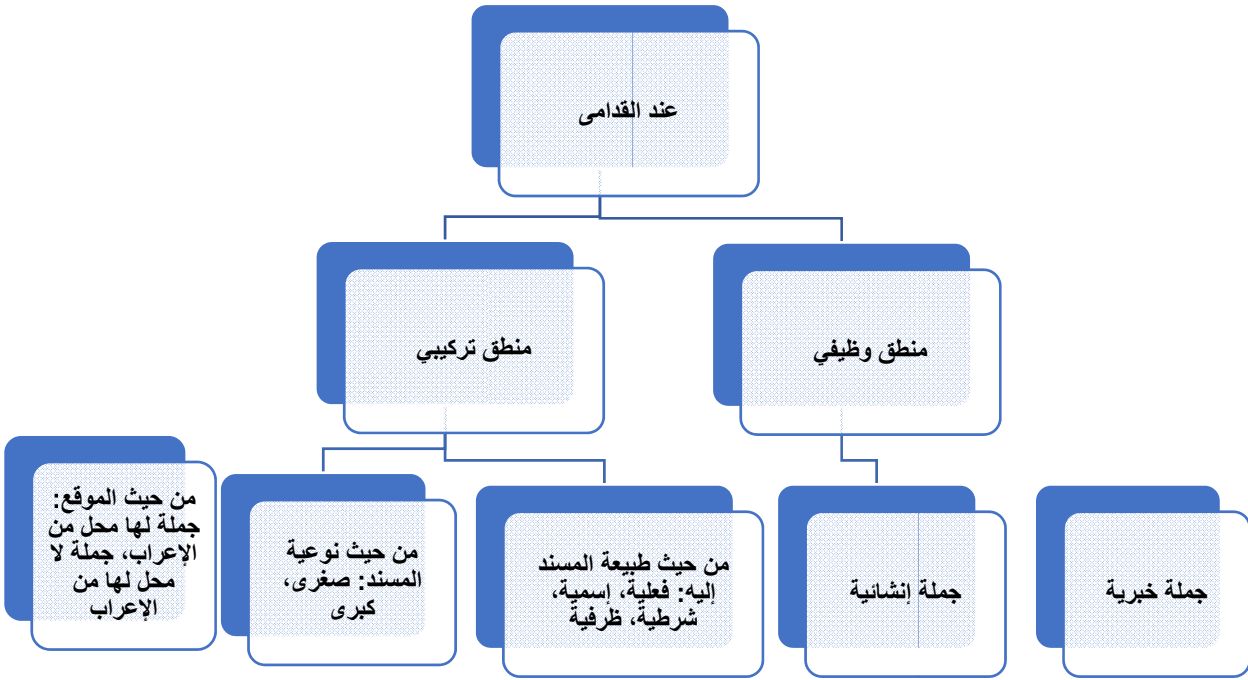 عند القدامى
منطق وظيفي
منطق تركيبي
جملة خبرية
جملة إنشائية
من حيث طبيعة المسند
إليه: فعلية، إسمية،
شرطية، ظرفية
من حيث نوعية
المسند: صغرى،
كبرى
من حيث الموقع:
جملة لها محل من
الإعراب، جملة لا
محل لها من
الإعراب